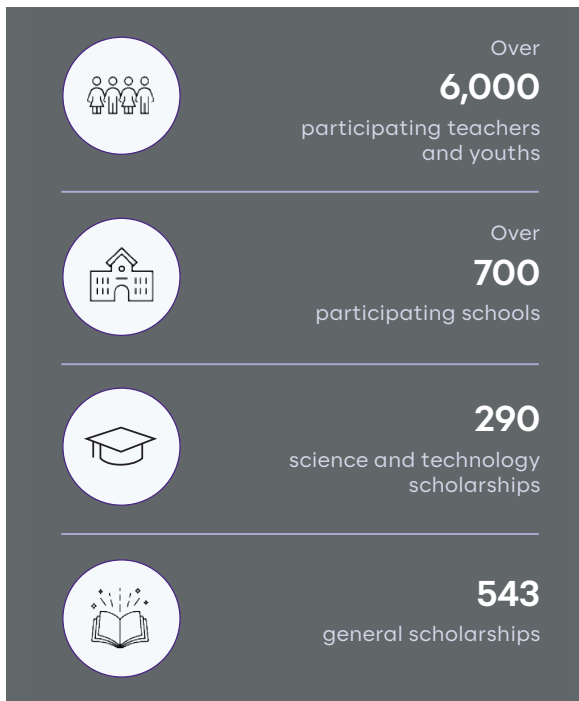 Over
6,000
participating teachers
and youths
Over
700
participating schools
290
science and technology
scholarships
543
general scholarships